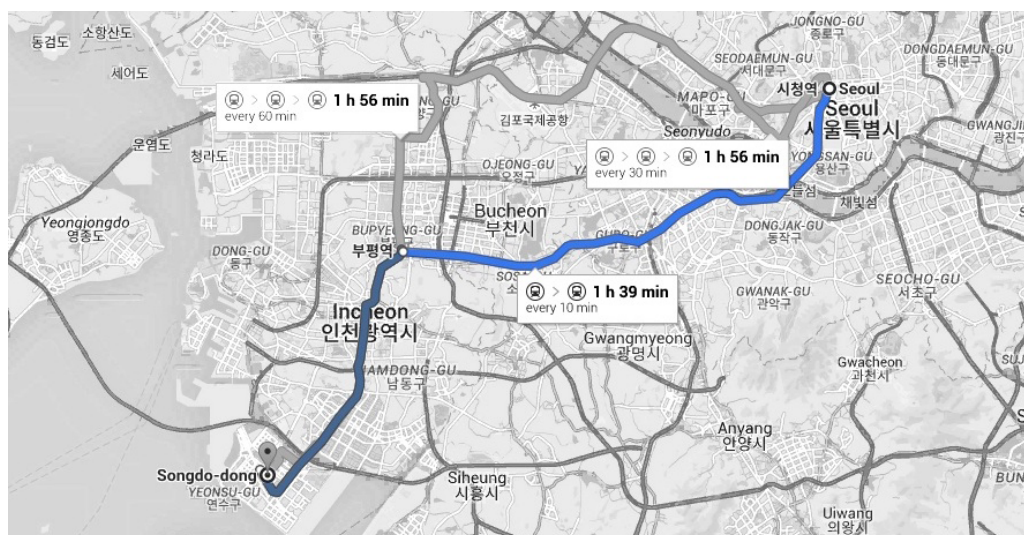 동검도
소항산도
세어도
JONGNO-GU
종로구
SEODAEMUN-GU
서대문구
DONGDAEMUN-GU
동대문구
시청역
Seoul
Seoul
서울특별시
MAPO-GU
마포구
1 h 56 min
every 60 min
김포국제공항
Seonyudo
GWANGJIN
운염도
청라도
1 h 56 min
every 30 min
용산구
OJEONG-GU
오정구
채빛섬
Yeongjongdo
영종도
Bucheon
부천시
DONG-GU
동구
BUPYEONG-GU
부평역
DONGJAK-GU
동작구
1 h 39 min
every 10 min
GWANAK-GU
관악구
SEOCHO-GU
서초구
Incheon
인천광역시
Gwangmyeong
광명시
Gwacheon
과천시
남동구
Anyang
안양시
Songdo-dong
YEONSU-GU
연수구
Siheung
시흥시
Uiwang
의왕시